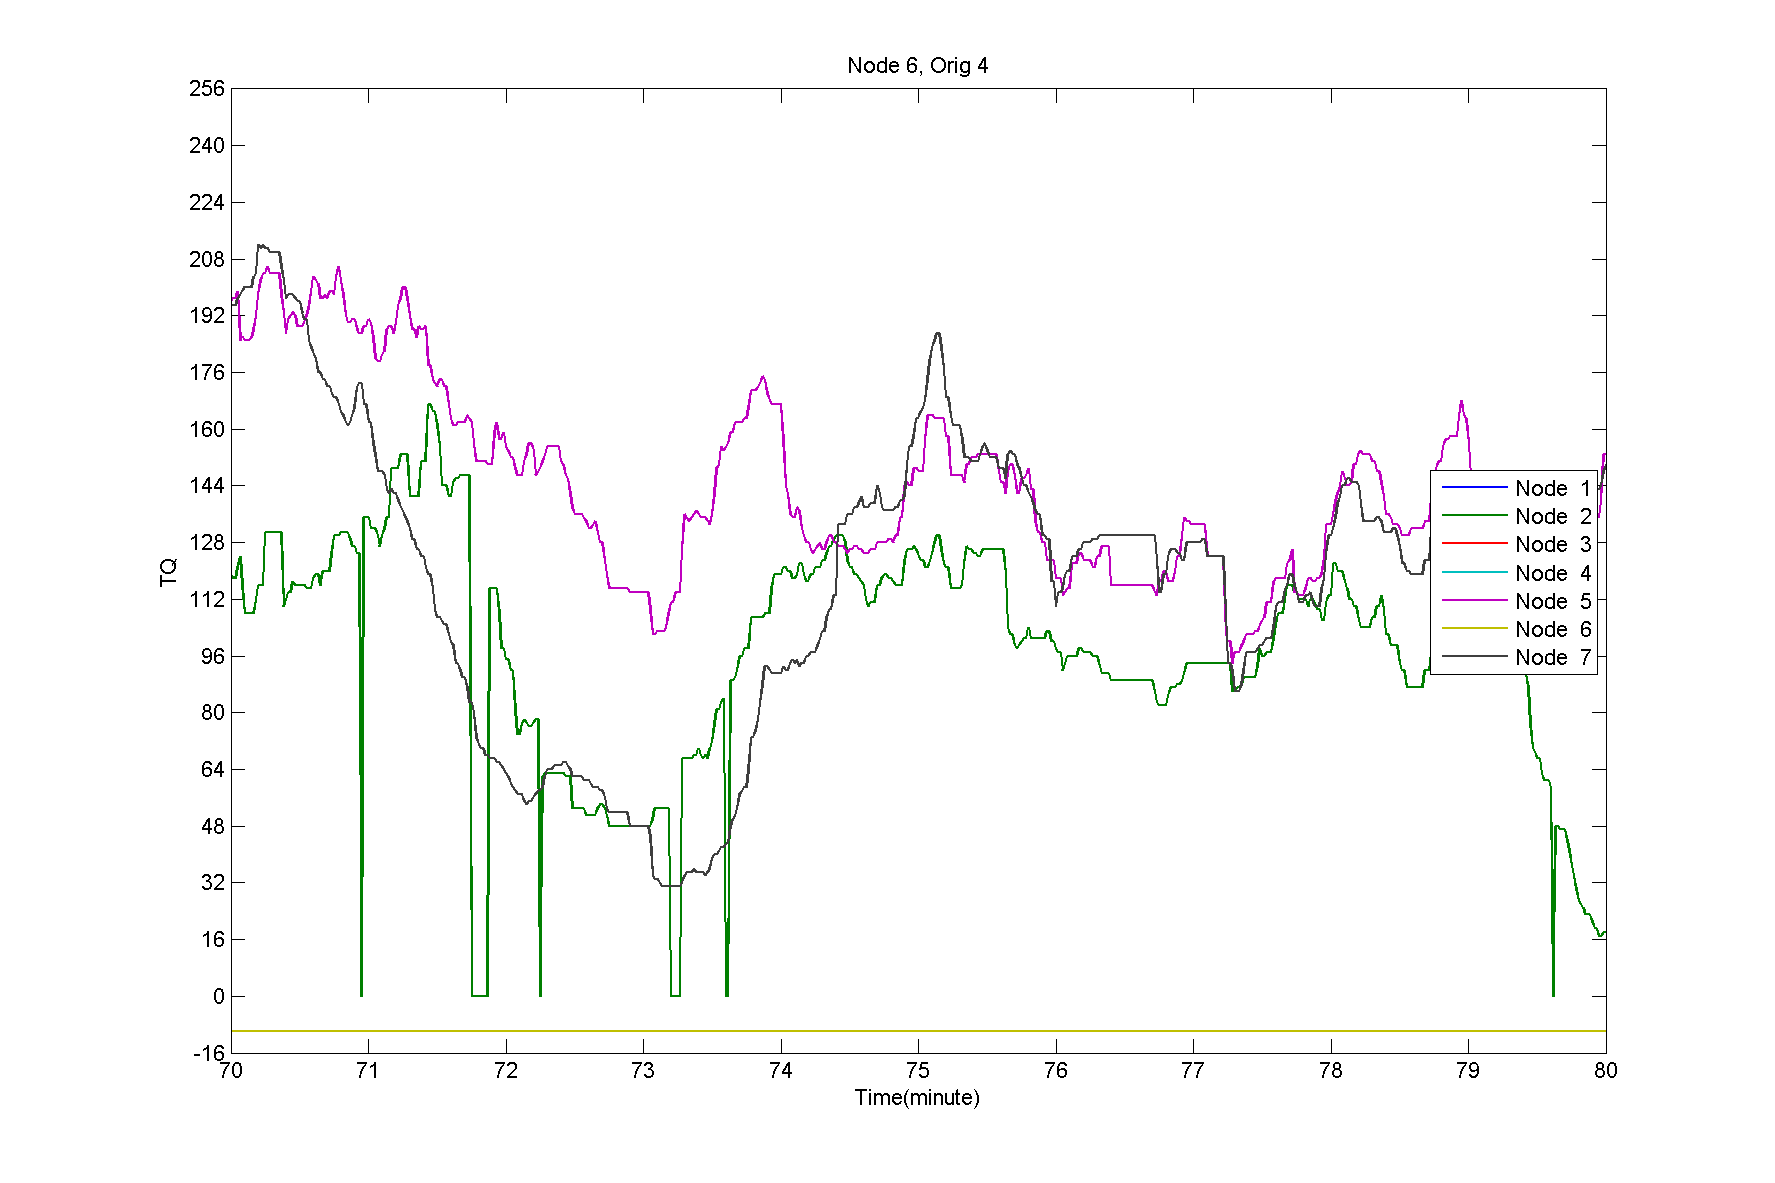 Node 6, Orig 4
256
240
224
208
192
176
160
144
128
112
96
80
64
48
32
16
0
-16
TQ
70 71 72 73 74 75 76 77 78 79 80
Time(minute)
Node 1
Node 2
Node 3
Node 4
Node 5
Node 6
Node 7